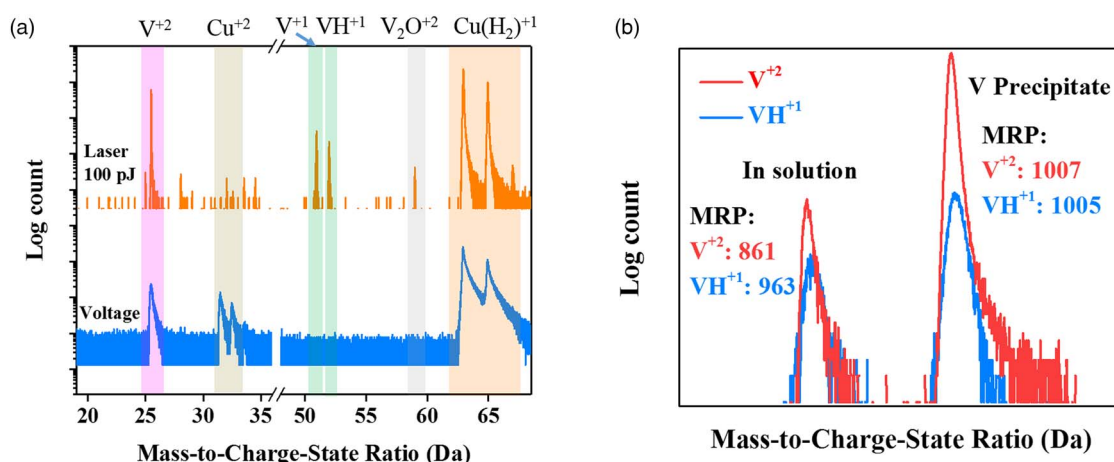 (a)
V+2 Cu+2 V+1 VH+1 V₂O+2 Cu(H₂)+1
Log count
Laser
100 pJ
Voltage
19 25 30 35 50 55 60 65
Mass-to-Charge-State Ratio (Da)
(b)
V+2
VH+1
V Precipitate
MRP:
V+2: 1007
VH+1: 1005
In solution
MRP:
V+2: 861
VH+1: 963
Log count
Mass-to-Charge-State Ratio (Da)